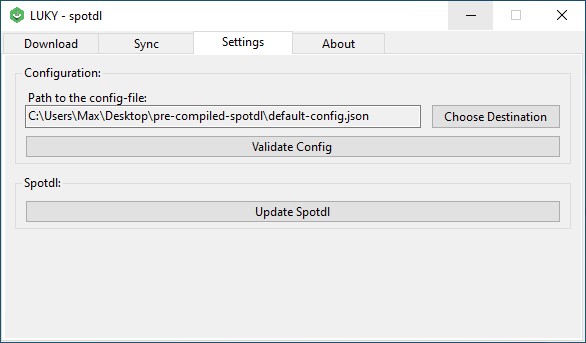 LUKY - spotdl
Download Sync Settings About
Configuration:
Path to the config-file:
C:\Users\Max\Desktop\pre-compiled-spotdl\default-config.json Choose Destination
Validate Config
Spotdl:
Update Spotdl